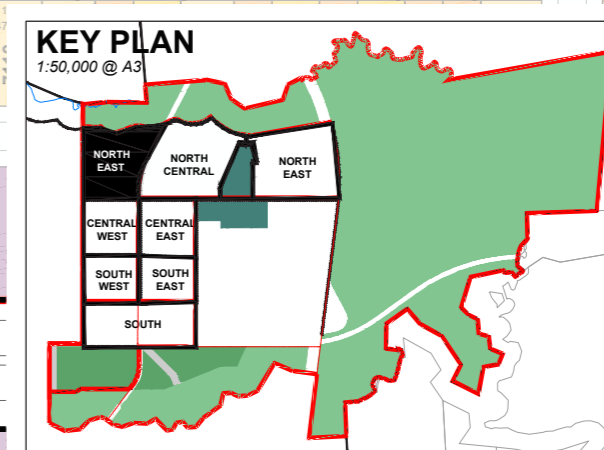 KEY PLAN
1:50,000 @ A3
NORTH
EAST
NORTH
CENTRAL
NORTH
EAST
CENTRAL
WEST
CENTRAL
EAST
SOUTH
WEST
SOUTH
EAST
SOUTH